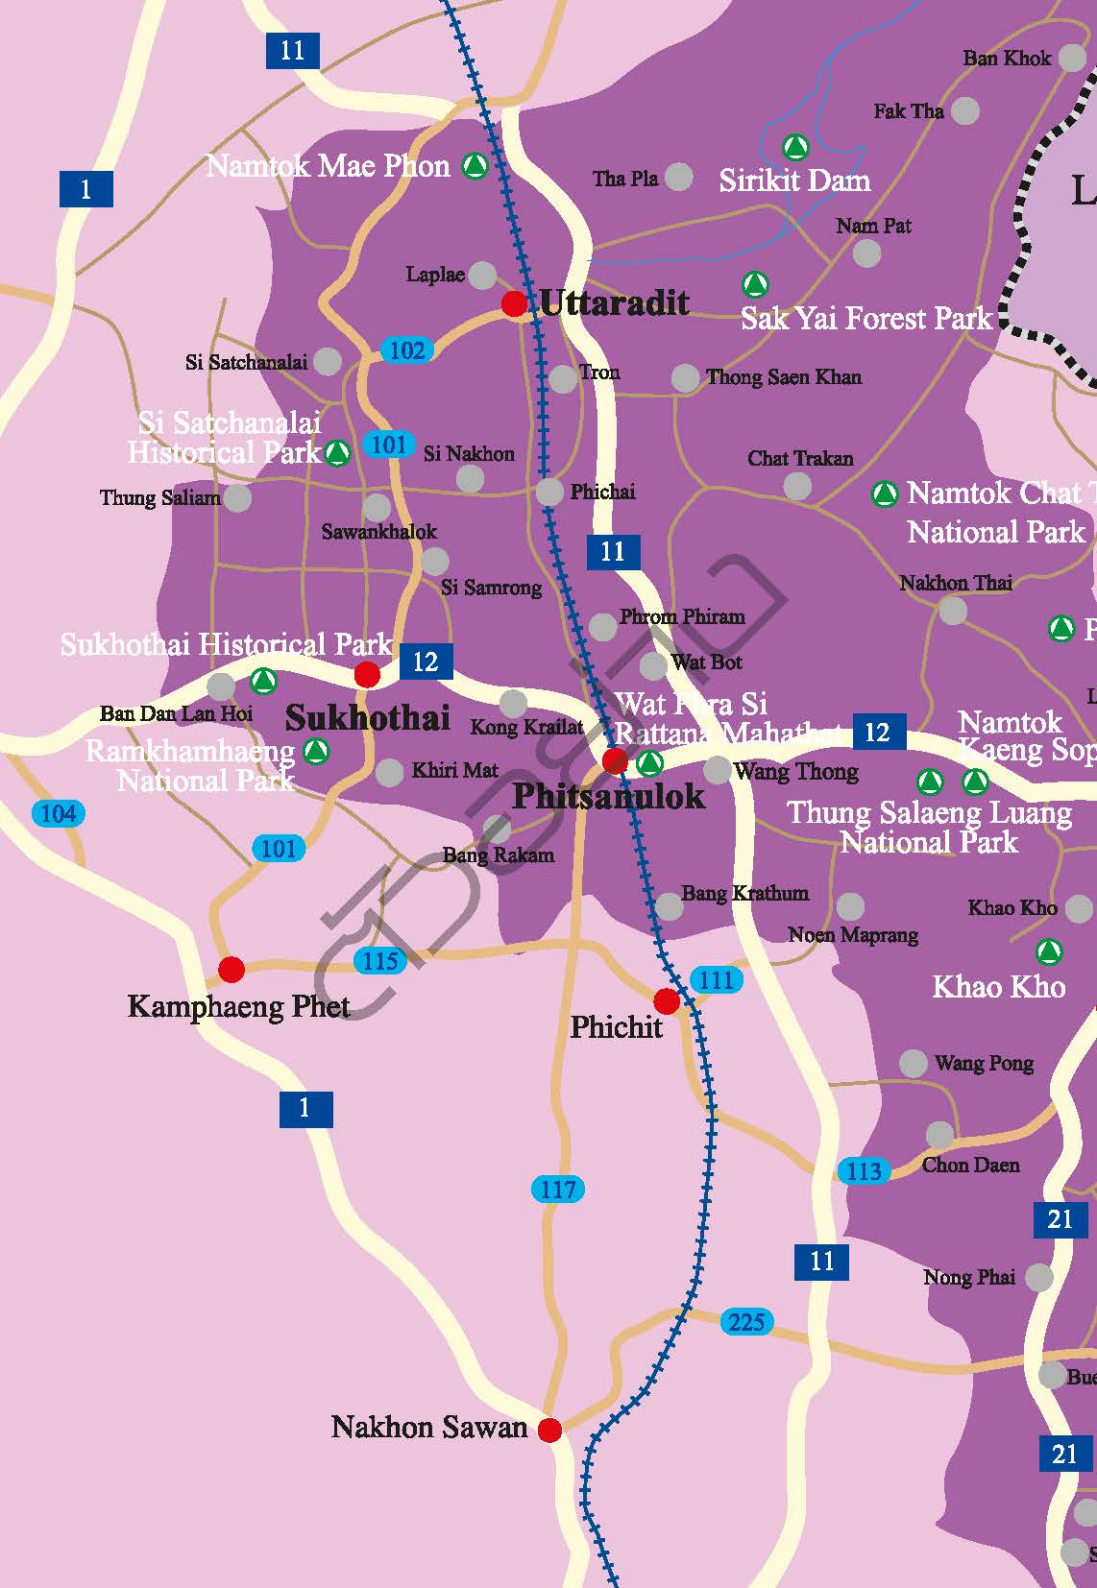 11
Ban Khok
Fak Tha
Namtok Mae Phon
Sirikit Dam
Tha Pla
1
Nam Pat
Laplae
Uttaradit
Sak Yai Forest Park
102
Si Satchanalai
Tron
Thong Saen Khan
Si Satchanalai
Historical Park
101
Si Nakhon
Chat Trakan
Thung Saliam
Phichai
Namtok Chat T
National Park
Sawankhalok
11
Si Samrong
Nakhon Thai
Phrom Phiram
P
Sukhothai Historical Park
12
Wat Bot
Ban Dan Lan Hoi
Sukhothai
Kong Krailat
Wat Phra Si
Rattana Mahathat
12
Namtok
Kaeng Sop
Ramkhamhaeng
National Park
Khiri Mat
Wang Thong
Phitsanulok
Thung Salaeng Luang
National Park
104
101
Bang Rakam
Bang Krathum
Noen Maprang
Khao Kho
115
111
Khao Kho
Kamphaeng Phet
Phichit
Wang Pong
1
Chon Daen
113
117
21
11
Nong Phai
225
Bue
Nakhon Sawan
21